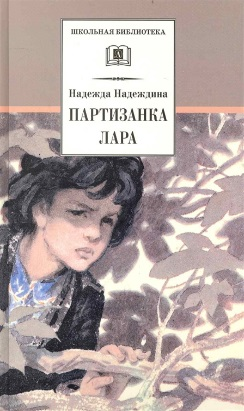 ШКОЛЬНАЯ БИБЛИОТЕКА
Надежда Надеждина
ПАРТИЗАНКА
ЛАРА